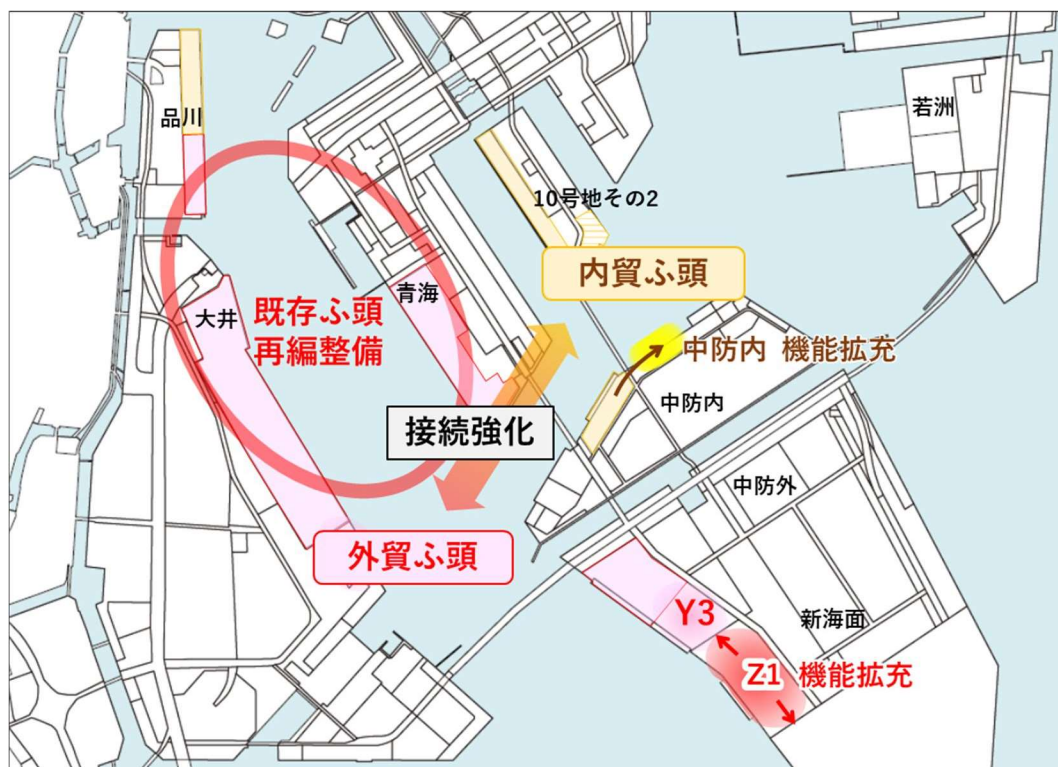 品川
若洲
10号地その2
内貿ふ頭
青海
大井
既存ふ頭
再編整備
中防内 機能拡充
中防内
接続強化
中防外
外貿ふ頭
Y3
新海面
Z1 機能拡充